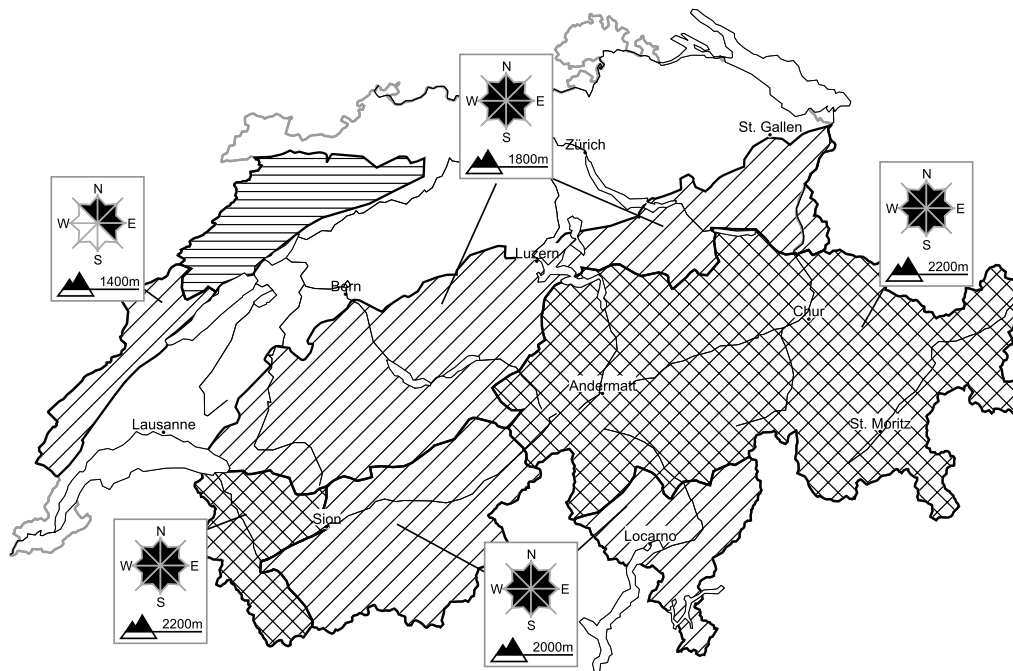 N
W E
S
1800m
St. Gallen
Zürich
N
W E
S
1400m
N
W E
S
2200m
Luzern
Bern
Chur
Andermatt
Lausanne
St. Moritz
Sion
Locarno
N
W E
S
2200m
N
W E
S
2000m